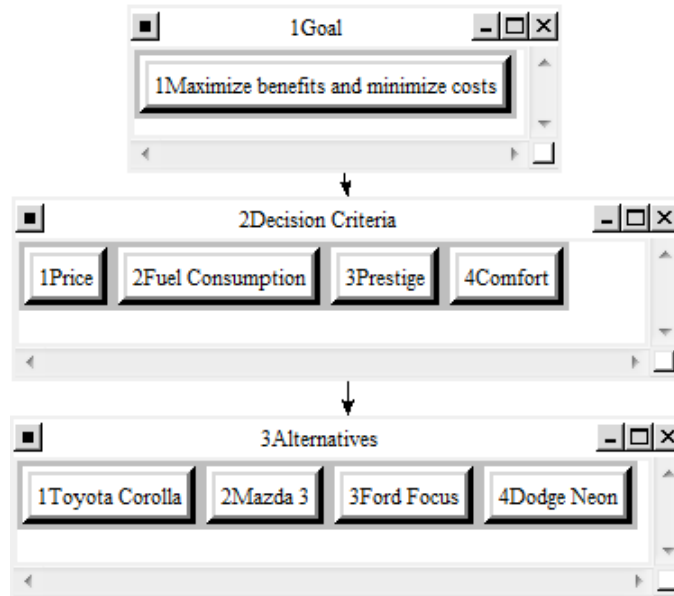 1Goal
1Maximize benefits and minimize costs
2Decision Criteria
1Price 2Fuel Consumption 3Prestige 4Comfort
3Alternatives
1Toyota Corolla 2Mazda 3 3Ford Focus 4Dodge Neon